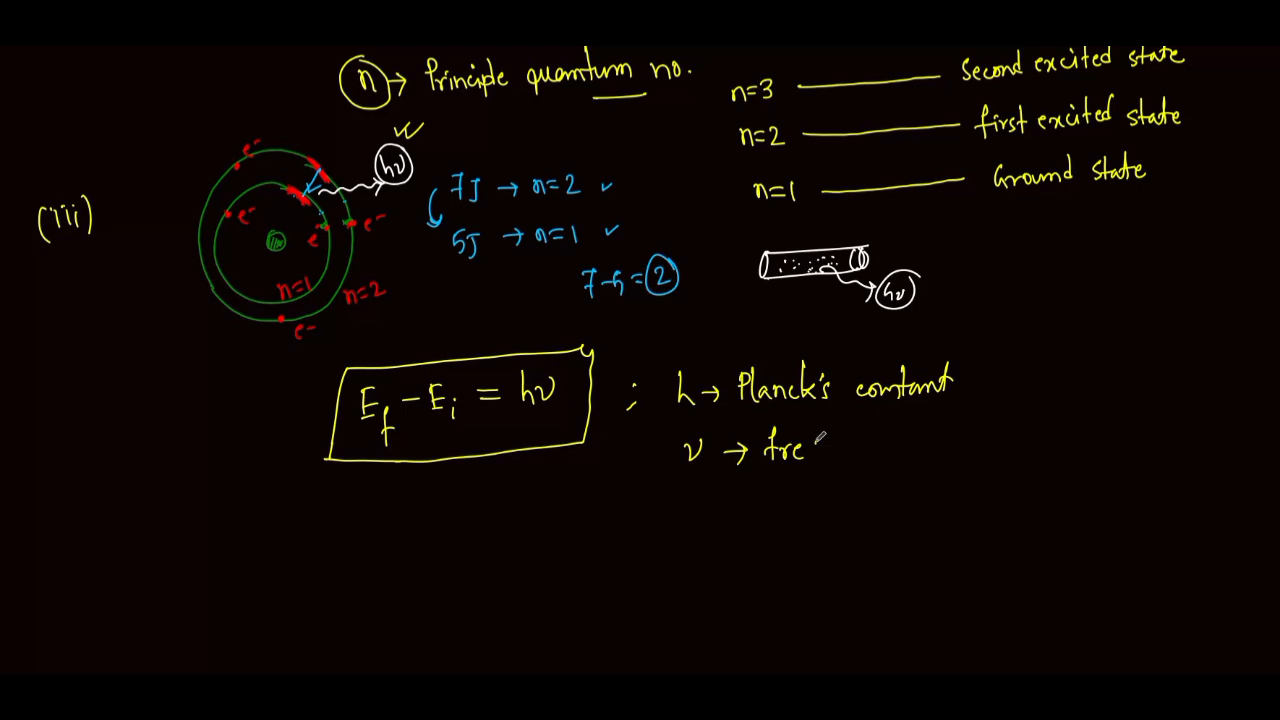 n → Principle quantum no.
n=3 Second excited state
n=2 first excited state
n=1 Ground state
(iii)
e-
hν
e-
e-
e-
n=1
n=2
e-
7J → n=2 ✓
5J → n=1 ✓
7-5=2
hν
Ef - Ei = hν ; h → Planck's constant
ν → fre